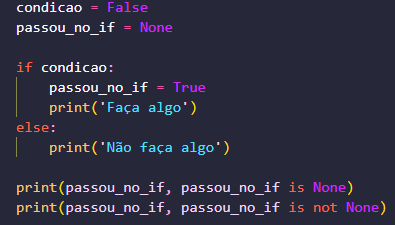 condicao = False
passou_no_if = None

if condicao:
    passou_no_if = True
    print('Faça algo')
else:
    print('Não faça algo')

print(passou_no_if, passou_no_if is None)
print(passou_no_if, passou_no_if is not None)